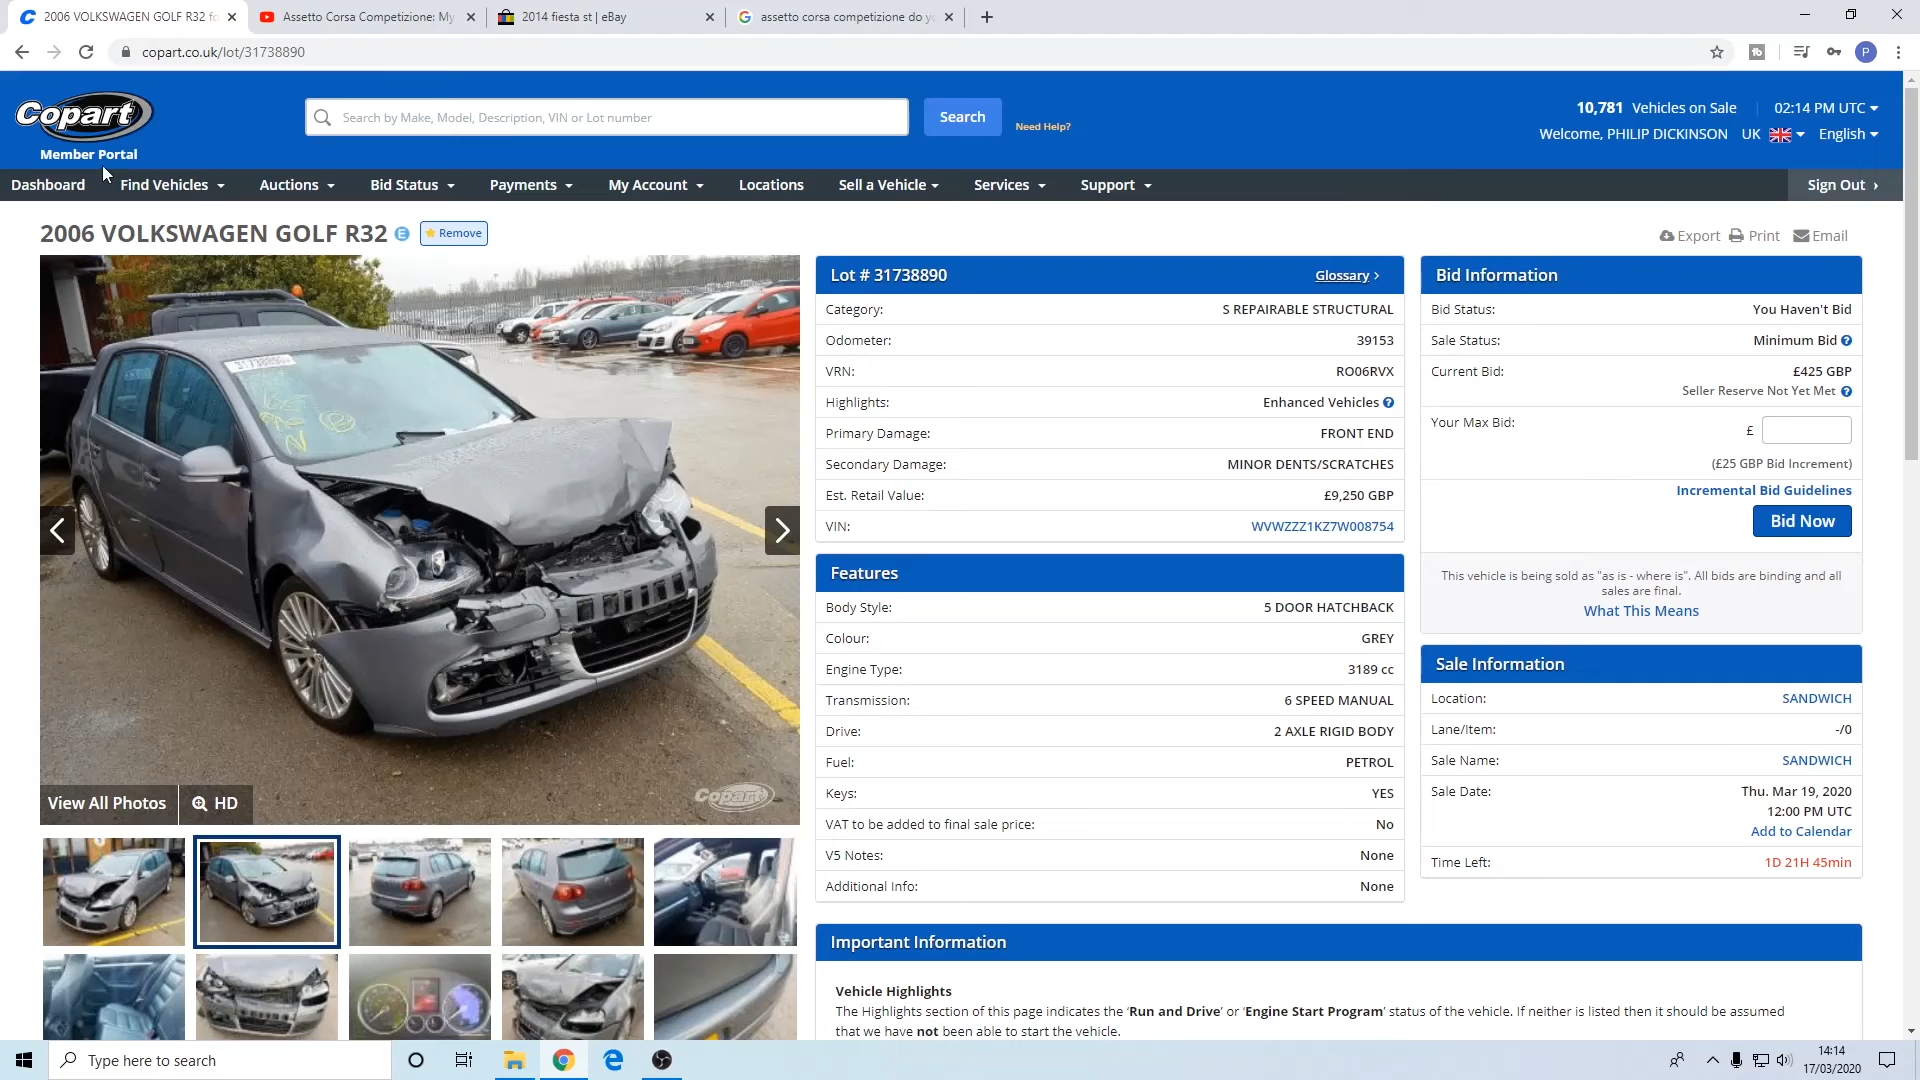 2006 VOLKSWAGEN GOLF R32 fo
Assetto Corsa Competizione: My
2014 fiesta st | eBay
assetto corsa competizione do yo
copart.co.uk/lot/31738890
P
Copart
Member Portal
Search by Make, Model, Description, VIN or Lot number
Search
Need Help?
10,781 Vehicles on Sale
02:14 PM UTC
Welcome, PHILIP DICKINSON
UK
English
Dashboard
Find Vehicles
Auctions
Bid Status
Payments
My Account
Locations
Sell a Vehicle
Services
Support
Sign Out ›
2006 VOLKSWAGEN GOLF R32
E
Remove
Export
Print
Email
View All Photos
HD
Copart
Lot # 31738890
Glossary ›
Category: S REPAIRABLE STRUCTURAL
Odometer: 39153
VRN: RO06RVX
Highlights: Enhanced Vehicles ?
Primary Damage: FRONT END
Secondary Damage: MINOR DENTS/SCRATCHES
Est. Retail Value: £9,250 GBP
VIN: WVWZZZ1KZ7W008754
Features
Body Style: 5 DOOR HATCHBACK
Colour: GREY
Engine Type: 3189 cc
Transmission: 6 SPEED MANUAL
Drive: 2 AXLE RIGID BODY
Fuel: PETROL
Keys: YES
VAT to be added to final sale price: No
V5 Notes: None
Additional Info: None
Bid Information
Bid Status: You Haven't Bid
Sale Status: Minimum Bid ?
Current Bid: £425 GBP
Seller Reserve Not Yet Met ?
Your Max Bid: £
(£25 GBP Bid Increment)
Incremental Bid Guidelines
Bid Now
This vehicle is being sold as "as is - where is". All bids are binding and all
sales are final.
What This Means
Sale Information
Location: SANDWICH
Lane/Item: -/0
Sale Name: SANDWICH
Sale Date: Thu. Mar 19, 2020
12:00 PM UTC
Add to Calendar
Time Left: 1D 21H 45min
Important Information
Vehicle Highlights
The Highlights section of this page indicates the 'Run and Drive' or 'Engine Start Program' status of the vehicle. If neither is listed then it should be assumed
that we have not been able to start the vehicle.
Type here to search
14:14
17/03/2020